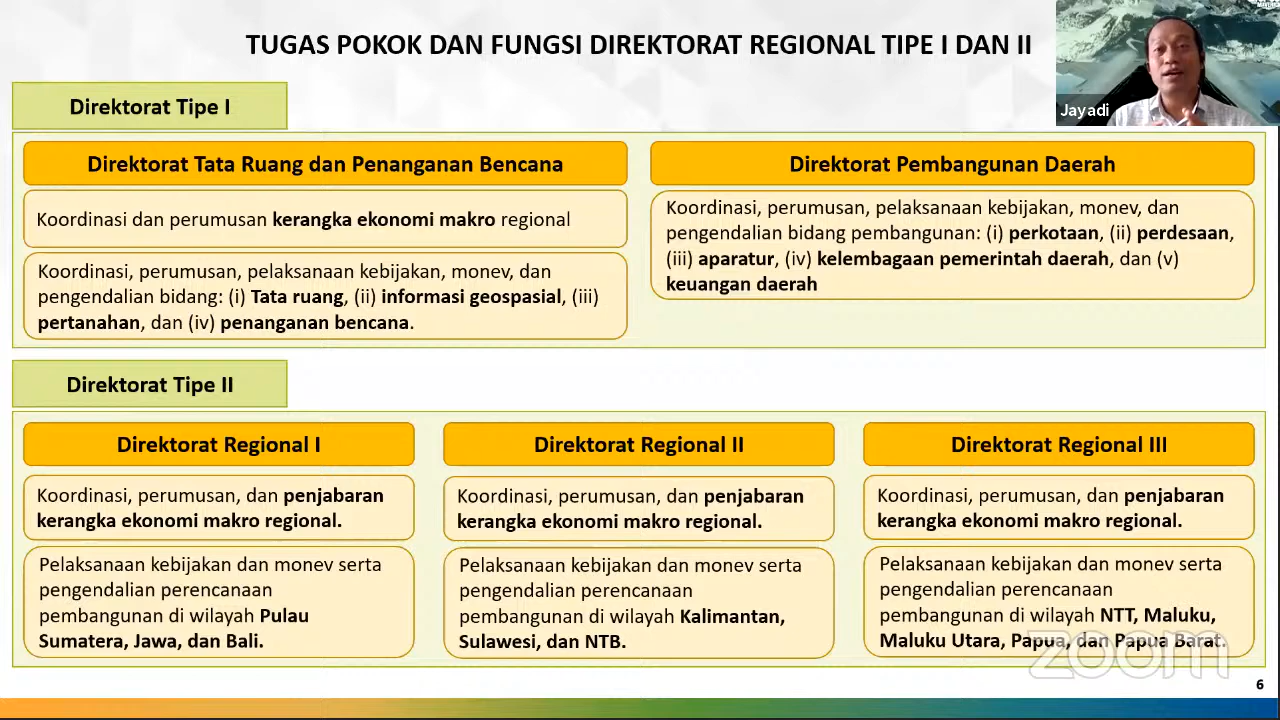 TUGAS POKOK DAN FUNGSI DIREKTORAT REGIONAL TIPE I DAN II
Jayadi
Direktorat Tipe I
Direktorat Tata Ruang dan Penanganan Bencana
Koordinasi dan perumusan kerangka ekonomi makro regional
Koordinasi, perumusan, pelaksanaan kebijakan, monev, dan
pengendalian bidang: (i) Tata ruang, (ii) informasi geospasial, (iii)
pertanahan, dan (iv) penanganan bencana.
Direktorat Pembangunan Daerah
Koordinasi, perumusan, pelaksanaan kebijakan, monev, dan
pengendalian bidang pembangunan: (i) perkotaan, (ii) perdesaan,
(iii) aparatur, (iv) kelembagaan pemerintah daerah, dan (v)
keuangan daerah
Direktorat Tipe II
Direktorat Regional I
Koordinasi, perumusan, dan penjabaran
kerangka ekonomi makro regional.
Pelaksanaan kebijakan dan monev serta
pengendalian perencanaan
pembangunan di wilayah Pulau
Sumatera, Jawa, dan Bali.
Direktorat Regional II
Koordinasi, perumusan, dan penjabaran
kerangka ekonomi makro regional.
Pelaksanaan kebijakan dan monev serta
pengendalian perencanaan
pembangunan di wilayah Kalimantan,
Sulawesi, dan NTB.
Direktorat Regional III
Koordinasi, perumusan, dan penjabaran
kerangka ekonomi makro regional.
Pelaksanaan kebijakan dan monev serta
pengendalian perencanaan
pembangunan di wilayah NTT, Maluku,
Maluku Utara, Papua, dan Papua Barat.
zoom
6